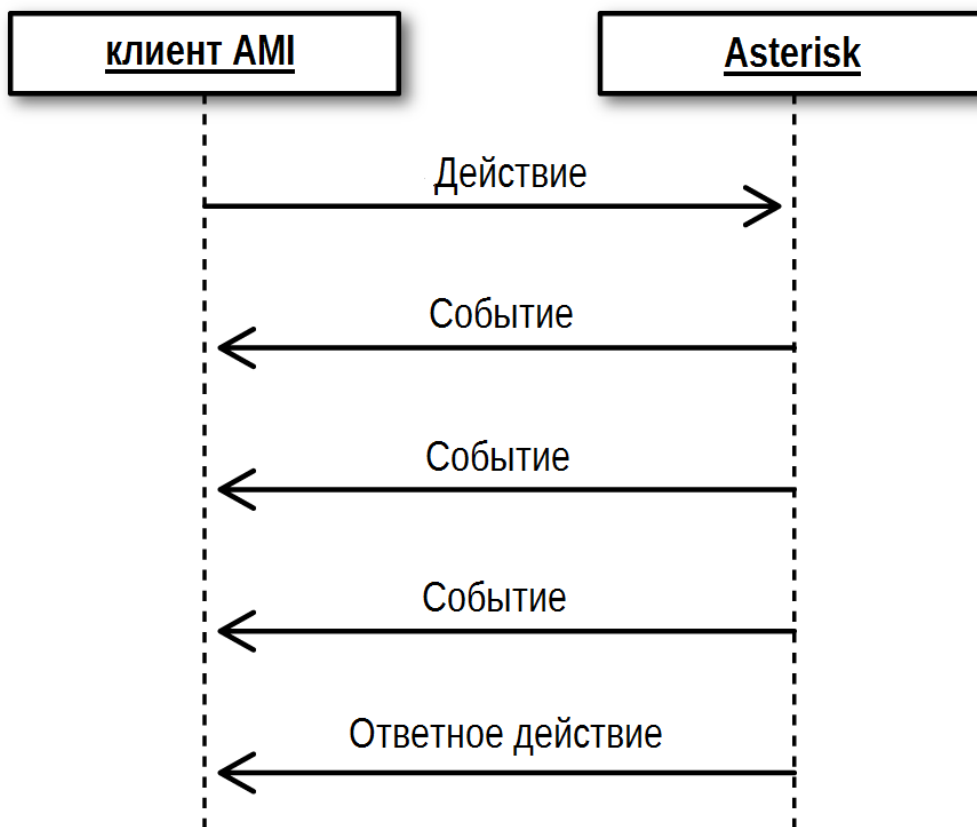 клиент AMI
Asterisk
Действие
Событие
Событие
Событие
Ответное действие